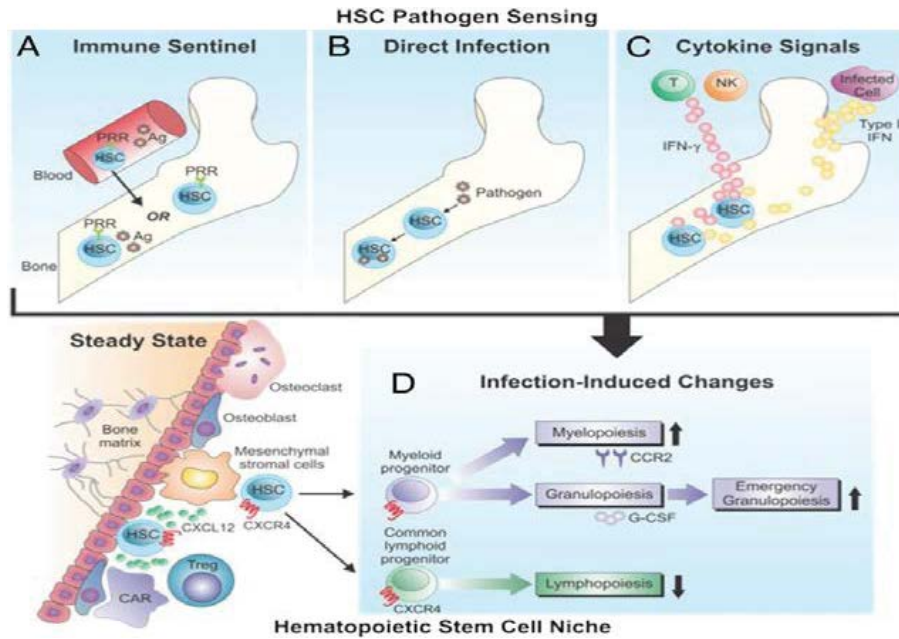 HSC Pathogen Sensing
A
Immune Sentinel
PRR
Ag
HSC
Blood
PRR
HSC
OR
PRR
Ag
HSC
Bone
B
Direct Infection
Pathogen
HSC
HSC
C
Cytokine Signals
T
NK
Infected
Cell
Type I
IFN
IFN-γ
HSC
HSC
Steady State
Osteoclast
Osteoblast
Bone
matrix
Mesenchymal
stromal cells
HSC
CXCL12
CXCR4
HSC
Treg
CAR
D
Infection-Induced Changes
Myeloid
progenitor
Myelopoiesis
CCR2
Granulopoiesis
G-CSF
Emergency
Granulopoiesis
Common
lymphoid
progenitor
CXCR4
Lymphopoiesis
Hematopoietic Stem Cell Niche